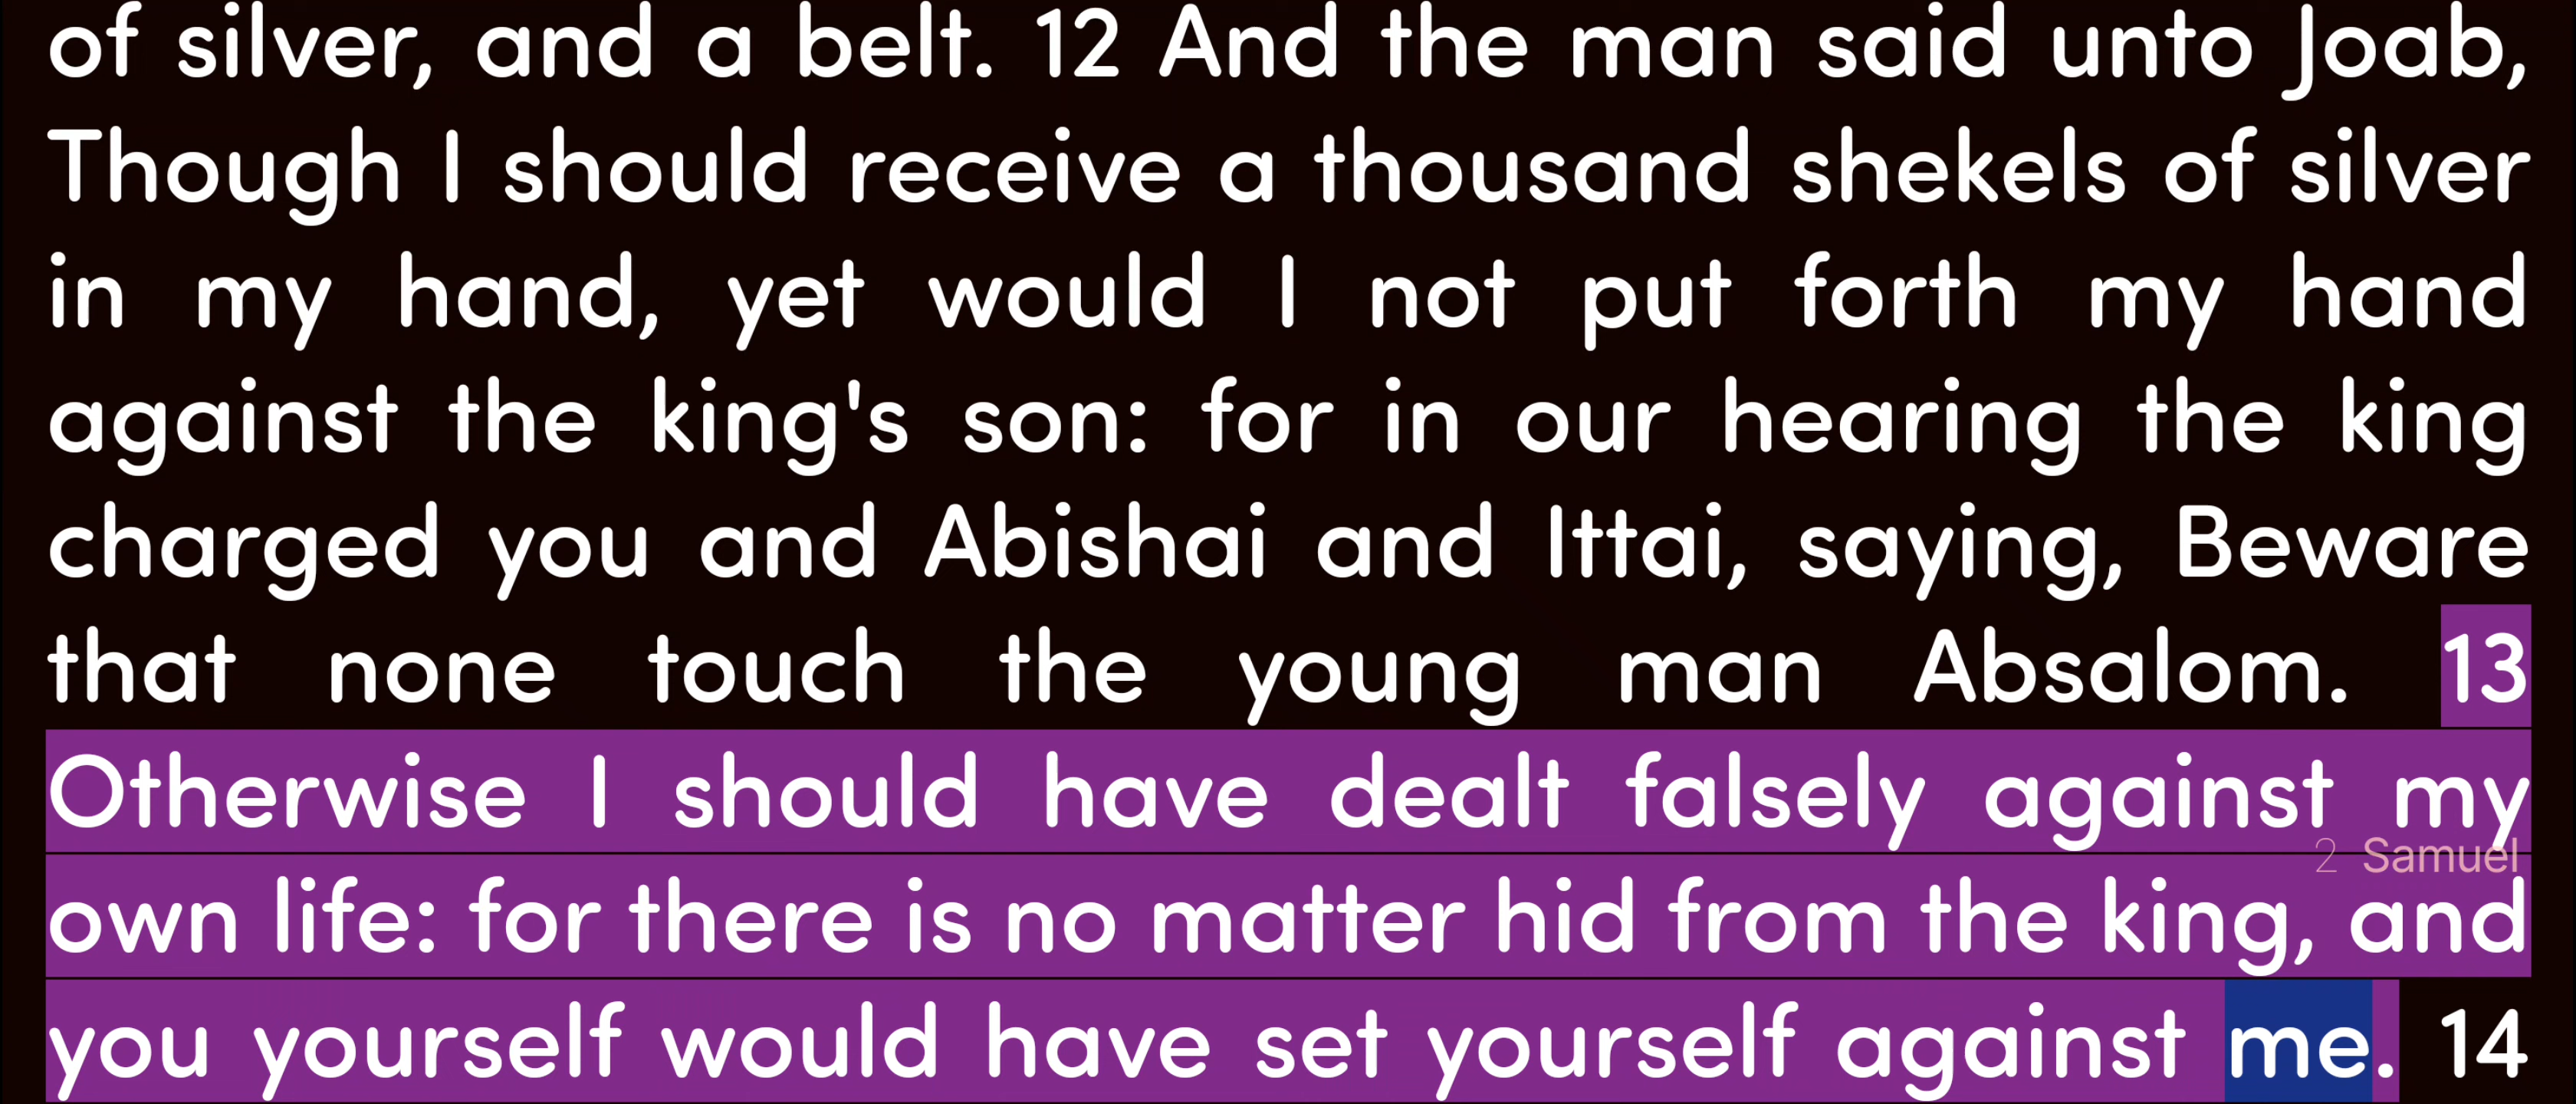 of silver, and a belt. 12 And the man said unto Joab,
Though I should receive a thousand shekels of silver
in my hand, yet would I not put forth my hand
against the king's son: for in our hearing the king
charged you and Abishai and Ittai, saying, Beware
that none touch the young man Absalom. 13
Otherwise I should have dealt falsely against my
2 Samuel
own life: for there is no matter hid from the king, and
you yourself would have set yourself against me. 14